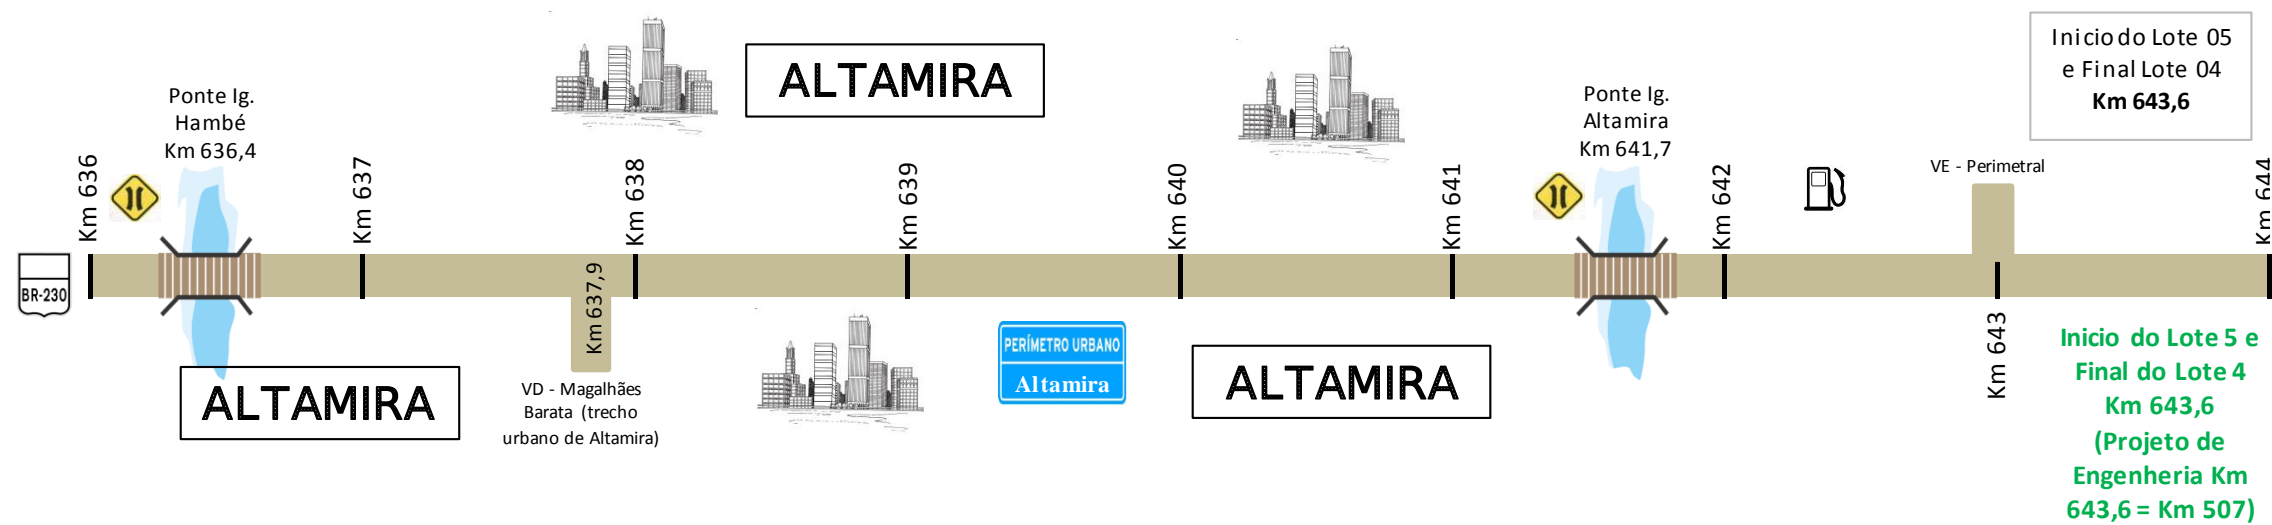 ALTAMIRA
Inicio do Lote 05
e Final Lote 04
Km 643,6
Ponte Ig.
Hambé
Km 636,4
Ponte Ig.
Altamira
Km 641,7
VE - Perimetral
Km 636
Km 637
Km 638
Km 639
Km 640
Km 641
Km 642
Km 644
BR-230
Km 637,9
Km 643
ALTAMIRA
VD - Magalhães
Barata (trecho
urbano de Altamira)
PERÍMETRO URBANO
Altamira
ALTAMIRA
Inicio do Lote 5 e
Final do Lote 4
Km 643,6
(Projeto de
Engenheria Km
643,6 = Km 507)